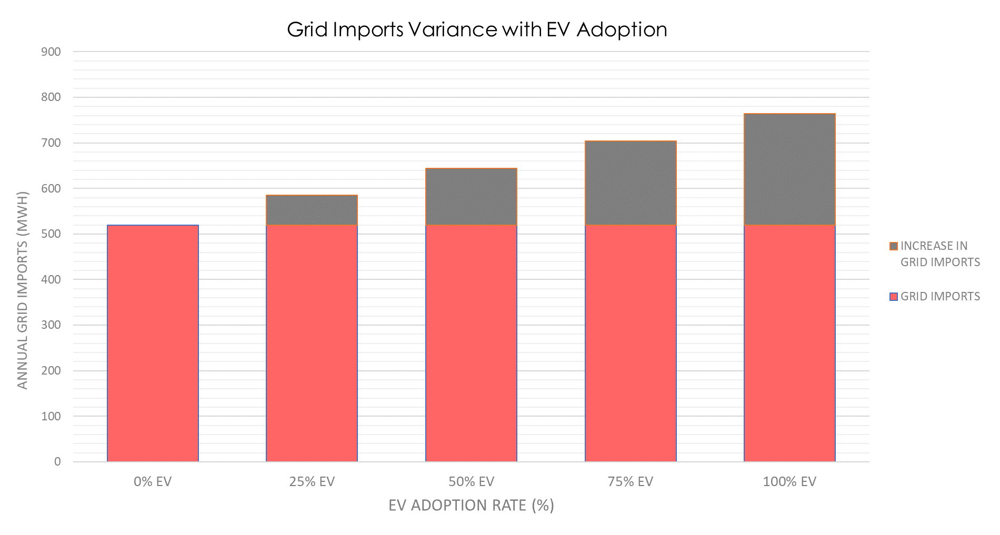 Grid Imports Variance with EV Adoption
900
800
700
600
500
400
300
200
100
0
ANNUAL GRID IMPORTS (MWH)
0% EV
25% EV
50% EV
75% EV
100% EV
EV ADOPTION RATE (%)
INCREASE IN
GRID IMPORTS
GRID IMPORTS